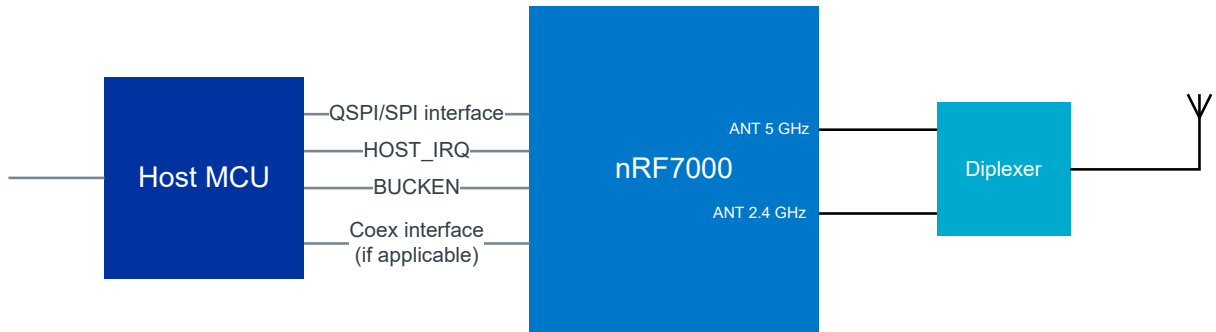 Host MCU
QSPI/SPI interface
HOST_IRQ
BUCKEN
Coex interface
(if applicable)
nRF7000
ANT 5 GHz
ANT 2.4 GHz
Diplexer